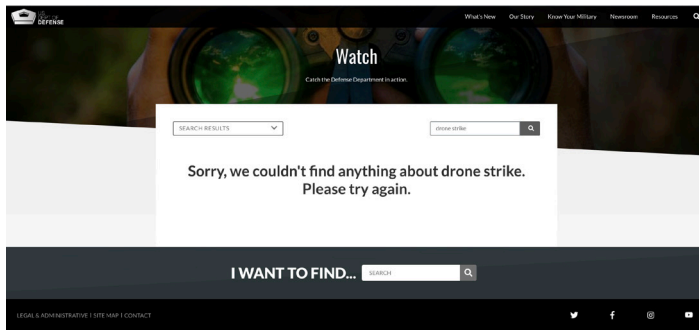 U.S.
DEPT OF
DEFENSE
What's New Our Story Know Your Military Newsroom Resources
Watch
Catch the Defense Department in action.
SEARCH RESULTS
drone strike
Sorry, we couldn't find anything about drone strike.
Please try again.
I WANT TO FIND... SEARCH
LEGAL & ADMINISTRATIVE | SITE MAP | CONTACT